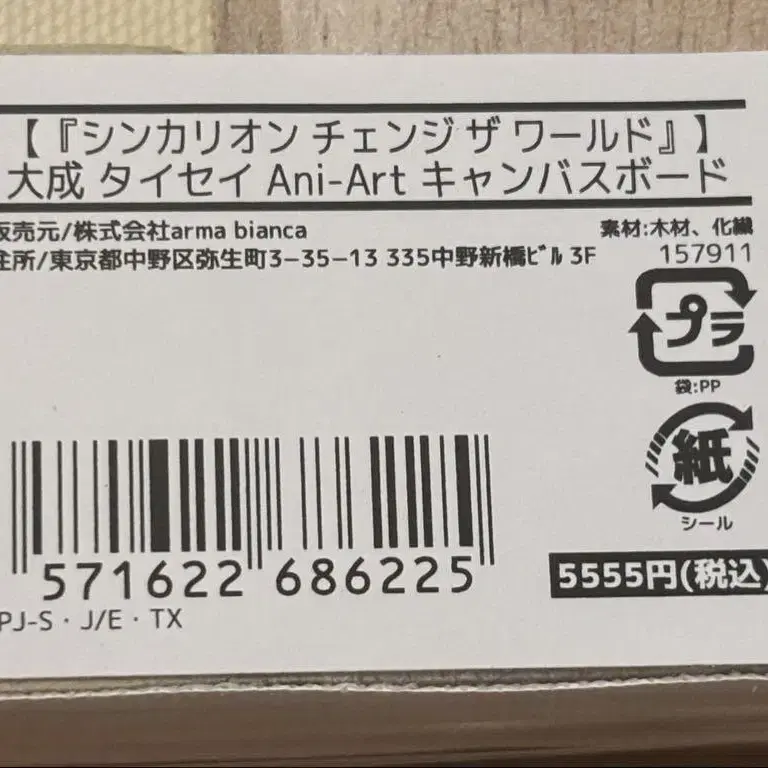 【『シンカリオン チェンジ ザ ワールド』】
大成 タイセイ Ani-Art キャンバスボード
販売元/株式会社arma bianca
素材:木材、化繊
住所/東京都中野区弥生町3-35-13 335中野新橋ﾋﾞﾙ 3F
157911
プラ
袋:PP
紙
シール
571622 686225
5555円(税込)
PJ-S・J/E・TX